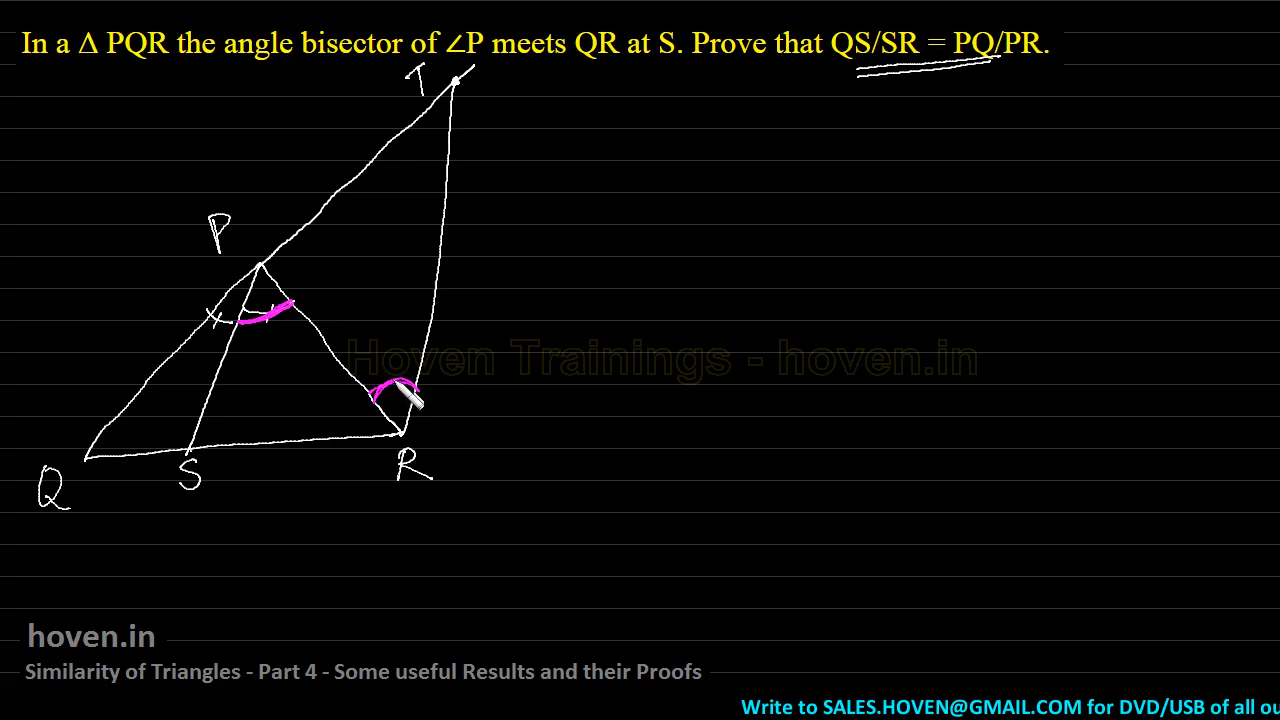 In a Δ PQR the angle bisector of ∠P meets QR at S. Prove that QS/SR = PQ/PR.
T
P
Hoven Trainings - hoven.in
Q
S
R
hoven.in
Similarity of Triangles - Part 4 - Some useful Results and their Proofs
Write to SALES.HOVEN@GMAIL.COM for DVD/USB of all ou